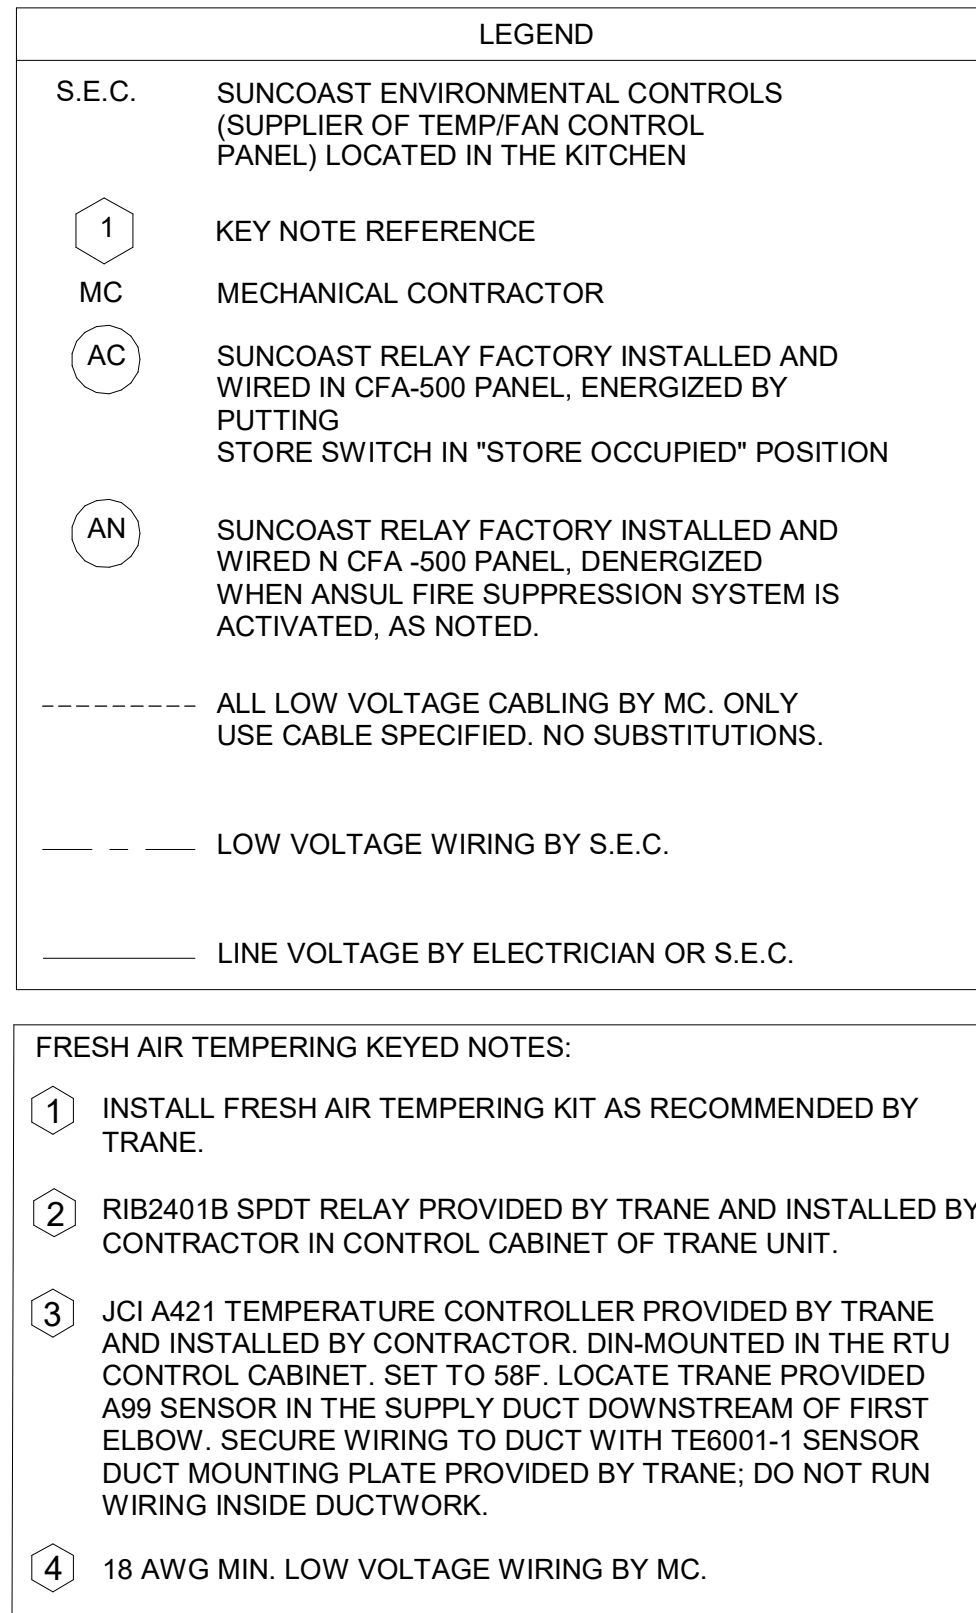 LEGEND
S.E.C. SUNCOAST ENVIRONMENTAL CONTROLS
(SUPPLIER OF TEMP/FAN CONTROL
PANEL) LOCATED IN THE KITCHEN
1 KEY NOTE REFERENCE
MC MECHANICAL CONTRACTOR
AC SUNCOAST RELAY FACTORY INSTALLED AND
WIRED IN CFA-500 PANEL, ENERGIZED BY
PUTTING
STORE SWITCH IN "STORE OCCUPIED" POSITION
AN SUNCOAST RELAY FACTORY INSTALLED AND
WIRED N CFA -500 PANEL, DENERGIZED
WHEN ANSUL FIRE SUPPRESSION SYSTEM IS
ACTIVATED, AS NOTED.
ALL LOW VOLTAGE CABLING BY MC. ONLY
USE CABLE SPECIFIED. NO SUBSTITUTIONS.
LOW VOLTAGE WIRING BY S.E.C.
LINE VOLTAGE BY ELECTRICIAN OR S.E.C.
FRESH AIR TEMPERING KEYED NOTES:
1 INSTALL FRESH AIR TEMPERING KIT AS RECOMMENDED BY
TRANE.
2 RIB2401B SPDT RELAY PROVIDED BY TRANE AND INSTALLED BY
CONTRACTOR IN CONTROL CABINET OF TRANE UNIT.
3 JCI A421 TEMPERATURE CONTROLLER PROVIDED BY TRANE
AND INSTALLED BY CONTRACTOR. DIN-MOUNTED IN THE RTU
CONTROL CABINET. SET TO 58F. LOCATE TRANE PROVIDED
A99 SENSOR IN THE SUPPLY DUCT DOWNSTREAM OF FIRST
ELBOW. SECURE WIRING TO DUCT WITH TE6001-1 SENSOR
DUCT MOUNTING PLATE PROVIDED BY TRANE; DO NOT RUN
WIRING INSIDE DUCTWORK.
4 18 AWG MIN. LOW VOLTAGE WIRING BY MC.